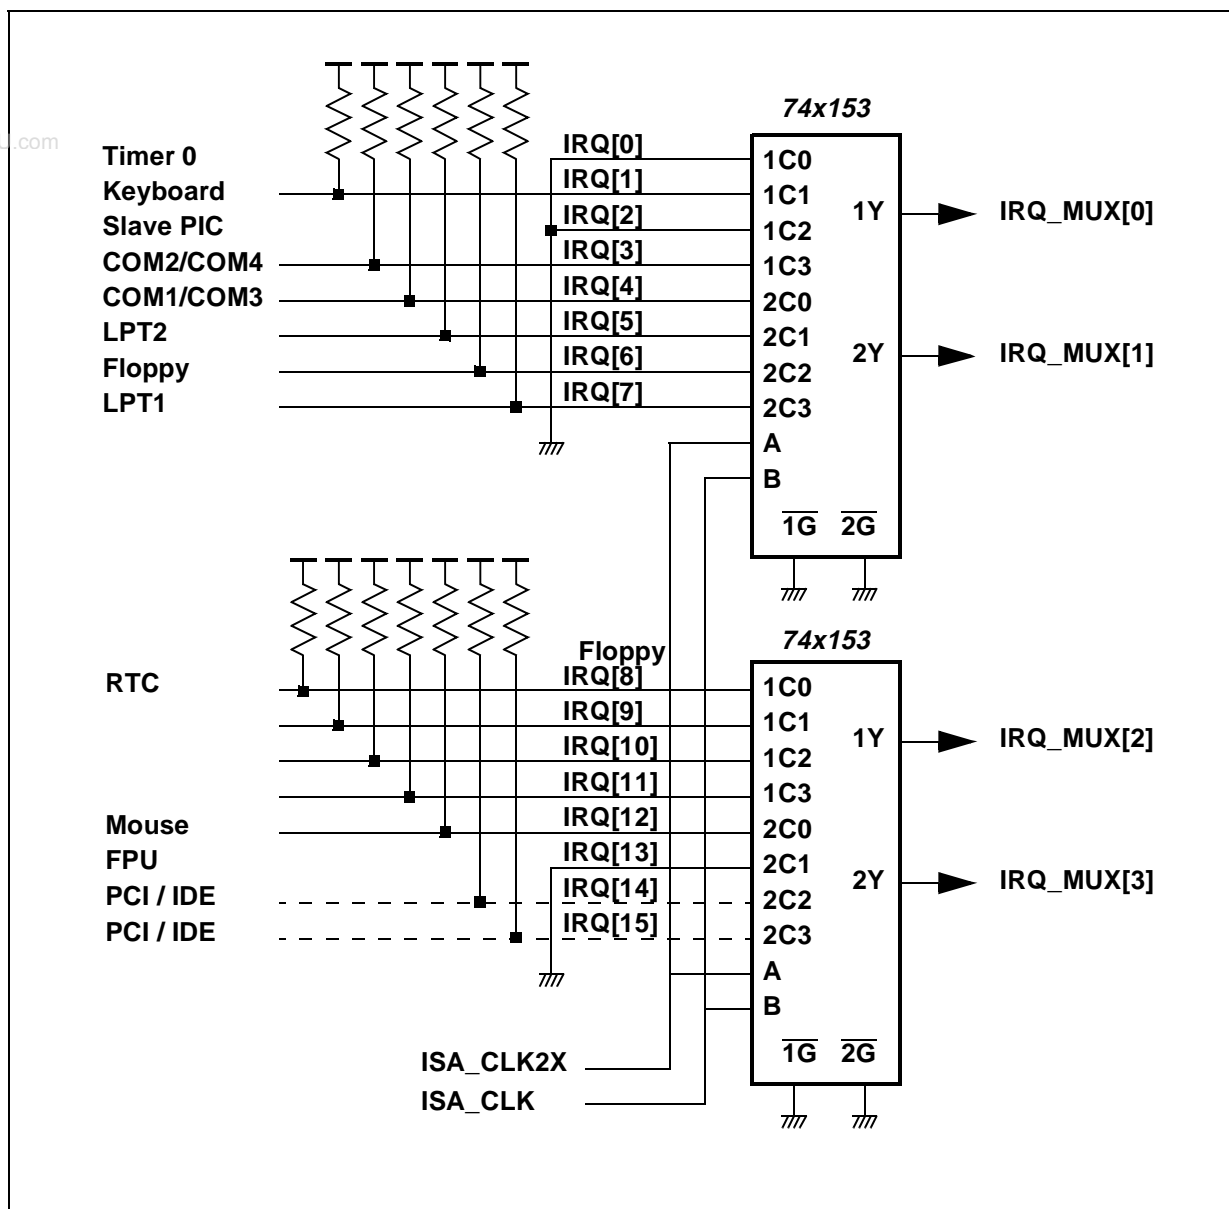 74x153
u.com
Timer 0
Keyboard
Slave PIC
COM2/COM4
COM1/COM3
LPT2
Floppy
LPT1
IRQ[0]
IRQ[1]
IRQ[2]
IRQ[3]
IRQ[4]
IRQ[5]
IRQ[6]
IRQ[7]
1C0
1C1
1C2
1C3
2C0
2C1
2C2
2C3
A
B
1Y
2Y
1G 2G
IRQ_MUX[0]
IRQ_MUX[1]
74x153
RTC
Mouse
FPU
PCI / IDE
PCI / IDE
Floppy
IRQ[8]
IRQ[9]
IRQ[10]
IRQ[11]
IRQ[12]
IRQ[13]
IRQ[14]
IRQ[15]
1C0
1C1
1C2
1C3
2C0
2C1
2C2
2C3
A
B
1Y
2Y
1G 2G
IRQ_MUX[2]
IRQ_MUX[3]
ISA_CLK2X
ISA_CLK